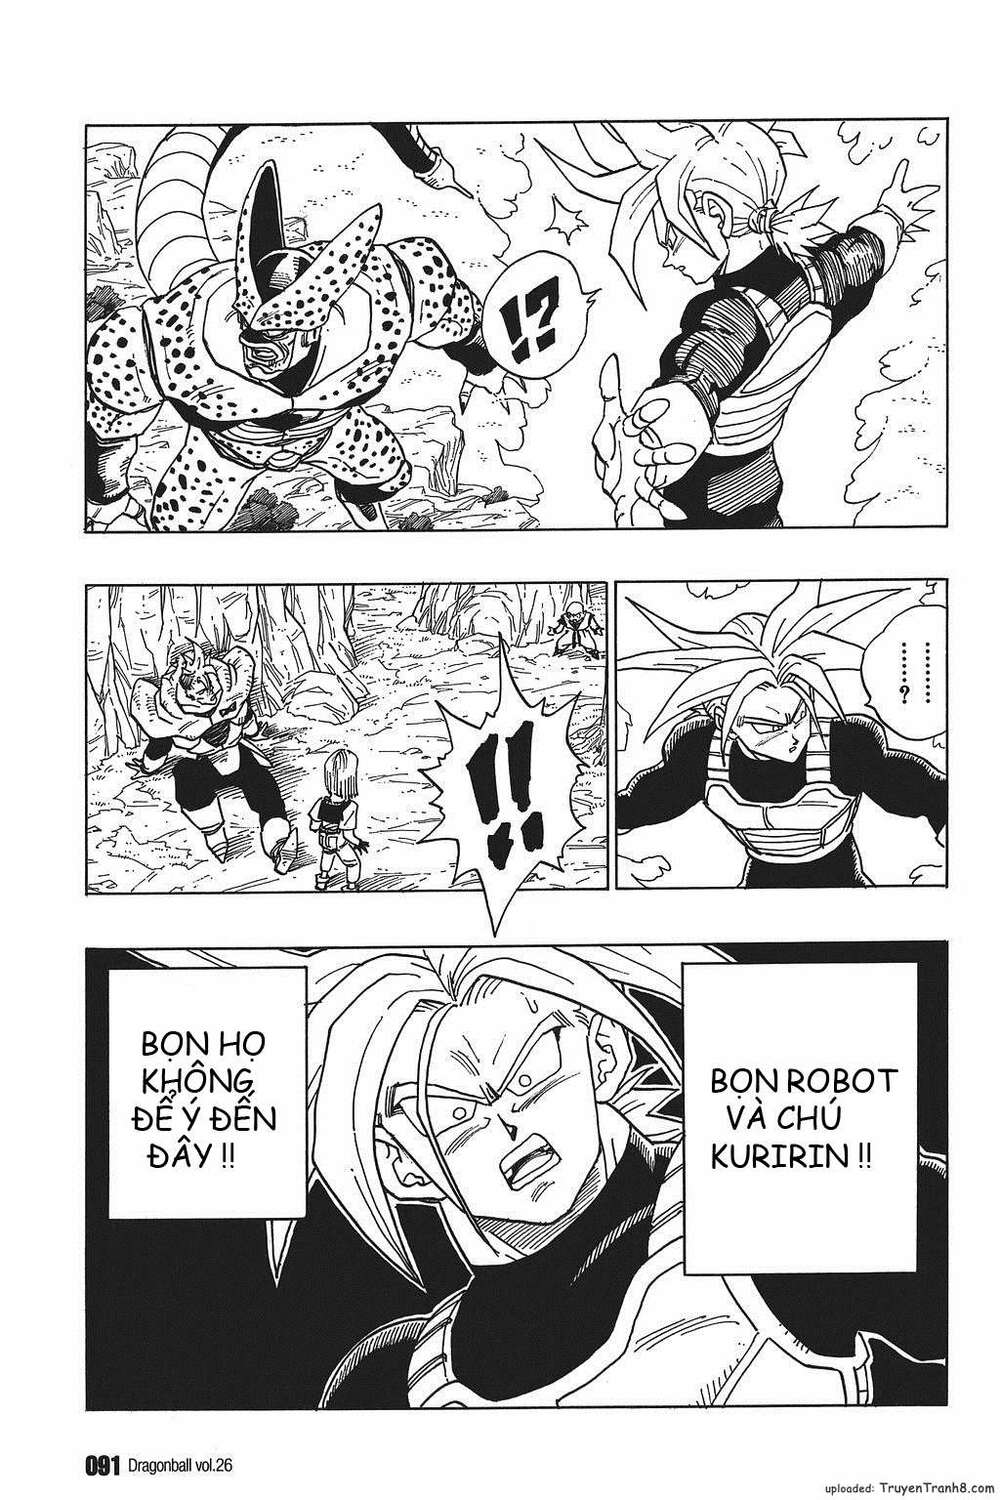 !?
........
......?
!!
BỌN ROBOT
VÀ CHÚ
KURIRIN !!
BỌN HỌ
KHÔNG
ĐỂ Ý ĐẾN
ĐÂY !!
091 Dragonball vol.26
uploaded: TruyenTranh8.com